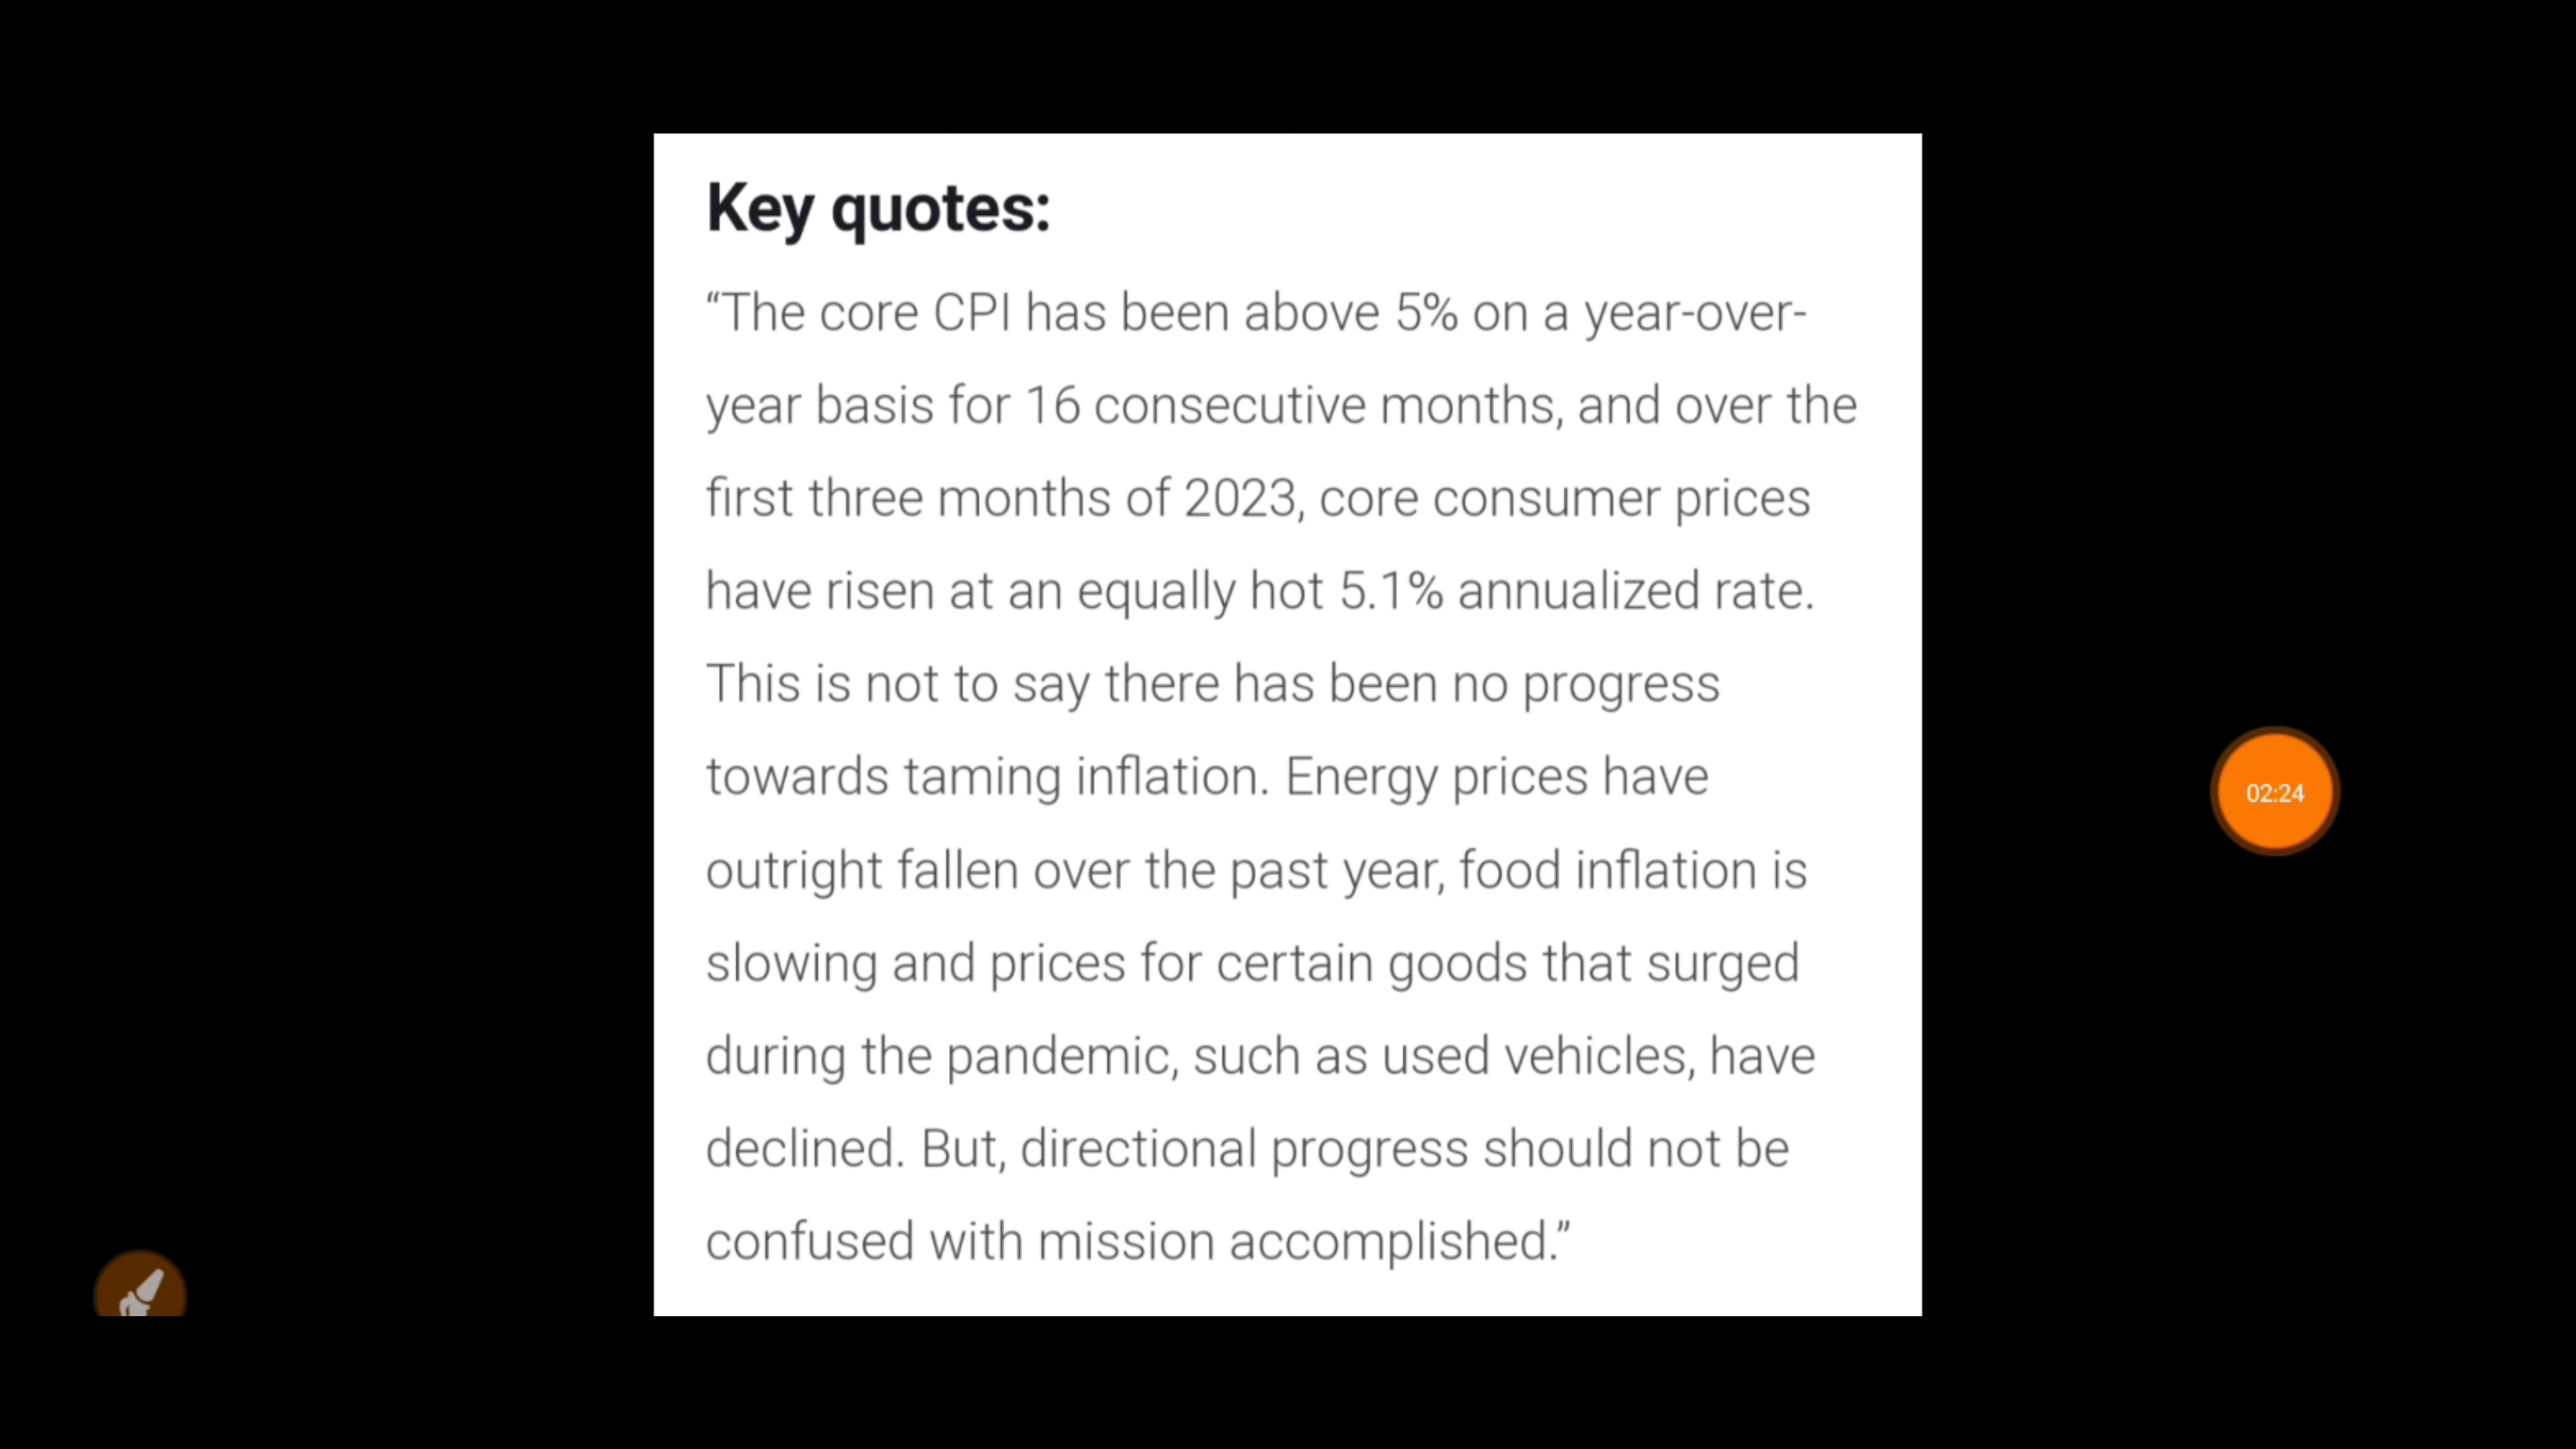 Key quotes:
“The core CPI has been above 5% on a year-over-
year basis for 16 consecutive months, and over the
first three months of 2023, core consumer prices
have risen at an equally hot 5.1% annualized rate.
This is not to say there has been no progress
towards taming inflation. Energy prices have
outright fallen over the past year, food inflation is
slowing and prices for certain goods that surged
during the pandemic, such as used vehicles, have
declined. But, directional progress should not be
confused with mission accomplished.”
02:24